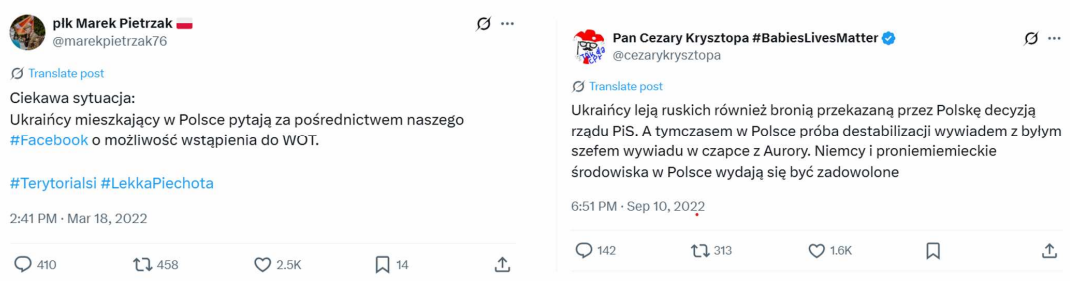 plk Marek Pietrzak 🇵🇱
@marekpietrzak76
Translate post
Ciekawa sytuacja:
Ukraińcy mieszkający w Polsce pytają za pośrednictwem naszego
#Facebook o możliwość wstąpienia do WOT.
#Terytorialsi #LekkaPiechota
2:41 PM · Mar 18, 2022
410 458 2.5K 14
Pan Cezary Krysztopa #BabiesLivesMatter
@cezarykrysztopa
Translate post
Ukraińcy leją ruskich również bronią przekazaną przez Polskę decyzją
rządu PiS. A tymczasem w Polsce próba destabilizacji wywiadem z byłym
szefem wywiadu w czapce z Aurory. Niemcy i proniemiemieckie
środowiska w Polsce wydają się być zadowolone
6:51 PM · Sep 10, 2022
142 313 1.6K